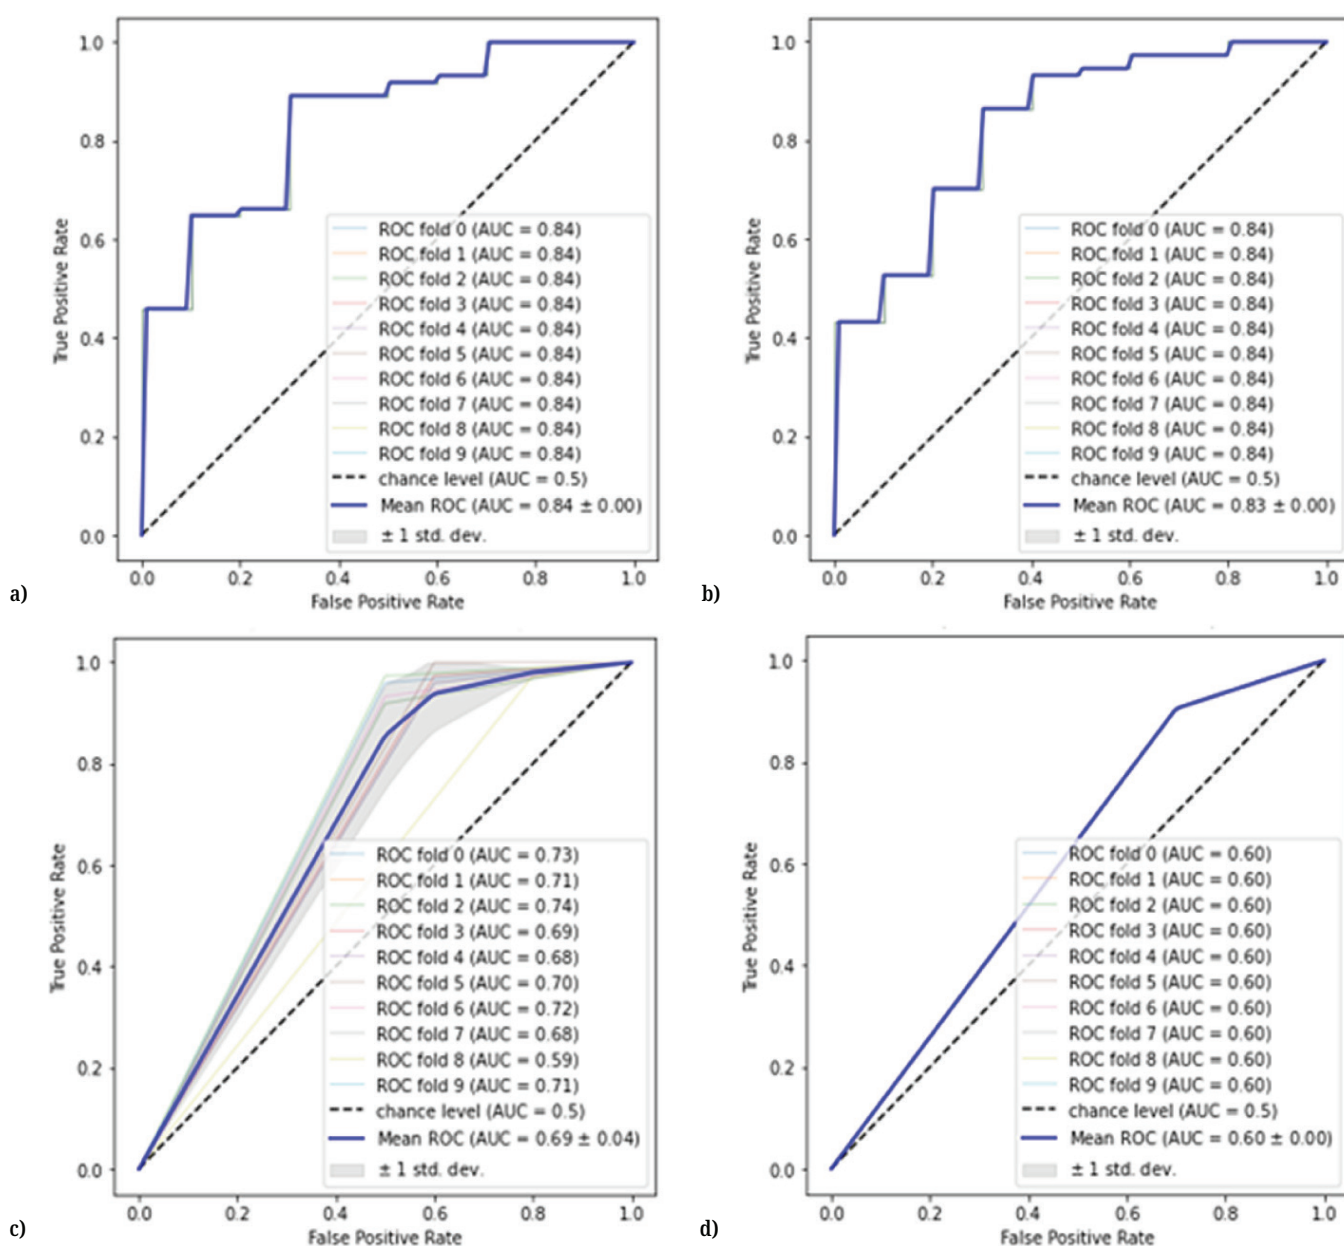 1.0
0.8
0.6
0.4
0.2
0.0
True Positive Rate
ROC fold 0 (AUC = 0.84)
ROC fold 1 (AUC = 0.84)
ROC fold 2 (AUC = 0.84)
ROC fold 3 (AUC = 0.84)
ROC fold 4 (AUC = 0.84)
ROC fold 5 (AUC = 0.84)
ROC fold 6 (AUC = 0.84)
ROC fold 7 (AUC = 0.84)
ROC fold 8 (AUC = 0.84)
ROC fold 9 (AUC = 0.84)
chance level (AUC = 0.5)
Mean ROC (AUC = 0.84 ± 0.00)
± 1 std. dev.
0.0 0.2 0.4 0.6 0.8 1.0
False Positive Rate
a)
1.0
0.8
0.6
0.4
0.2
0.0
True Positive Rate
ROC fold 0 (AUC = 0.84)
ROC fold 1 (AUC = 0.84)
ROC fold 2 (AUC = 0.84)
ROC fold 3 (AUC = 0.84)
ROC fold 4 (AUC = 0.84)
ROC fold 5 (AUC = 0.84)
ROC fold 6 (AUC = 0.84)
ROC fold 7 (AUC = 0.84)
ROC fold 8 (AUC = 0.84)
ROC fold 9 (AUC = 0.84)
chance level (AUC = 0.5)
Mean ROC (AUC = 0.83 ± 0.00)
± 1 std. dev.
0.0 0.2 0.4 0.6 0.8 1.0
False Positive Rate
b)
1.0
0.8
0.6
0.4
0.2
0.0
True Positive Rate
ROC fold 0 (AUC = 0.73)
ROC fold 1 (AUC = 0.71)
ROC fold 2 (AUC = 0.74)
ROC fold 3 (AUC = 0.69)
ROC fold 4 (AUC = 0.68)
ROC fold 5 (AUC = 0.70)
ROC fold 6 (AUC = 0.72)
ROC fold 7 (AUC = 0.68)
ROC fold 8 (AUC = 0.59)
ROC fold 9 (AUC = 0.71)
chance level (AUC = 0.5)
Mean ROC (AUC = 0.69 ± 0.04)
± 1 std. dev.
0.0 0.2 0.4 0.6 0.8 1.0
False Positive Rate
c)
1.0
0.8
0.6
0.4
0.2
0.0
True Positive Rate
ROC fold 0 (AUC = 0.60)
ROC fold 1 (AUC = 0.60)
ROC fold 2 (AUC = 0.60)
ROC fold 3 (AUC = 0.60)
ROC fold 4 (AUC = 0.60)
ROC fold 5 (AUC = 0.60)
ROC fold 6 (AUC = 0.60)
ROC fold 7 (AUC = 0.60)
ROC fold 8 (AUC = 0.60)
ROC fold 9 (AUC = 0.60)
chance level (AUC = 0.5)
Mean ROC (AUC = 0.60 ± 0.00)
± 1 std. dev.
0.0 0.2 0.4 0.6 0.8 1.0
False Positive Rate
d)